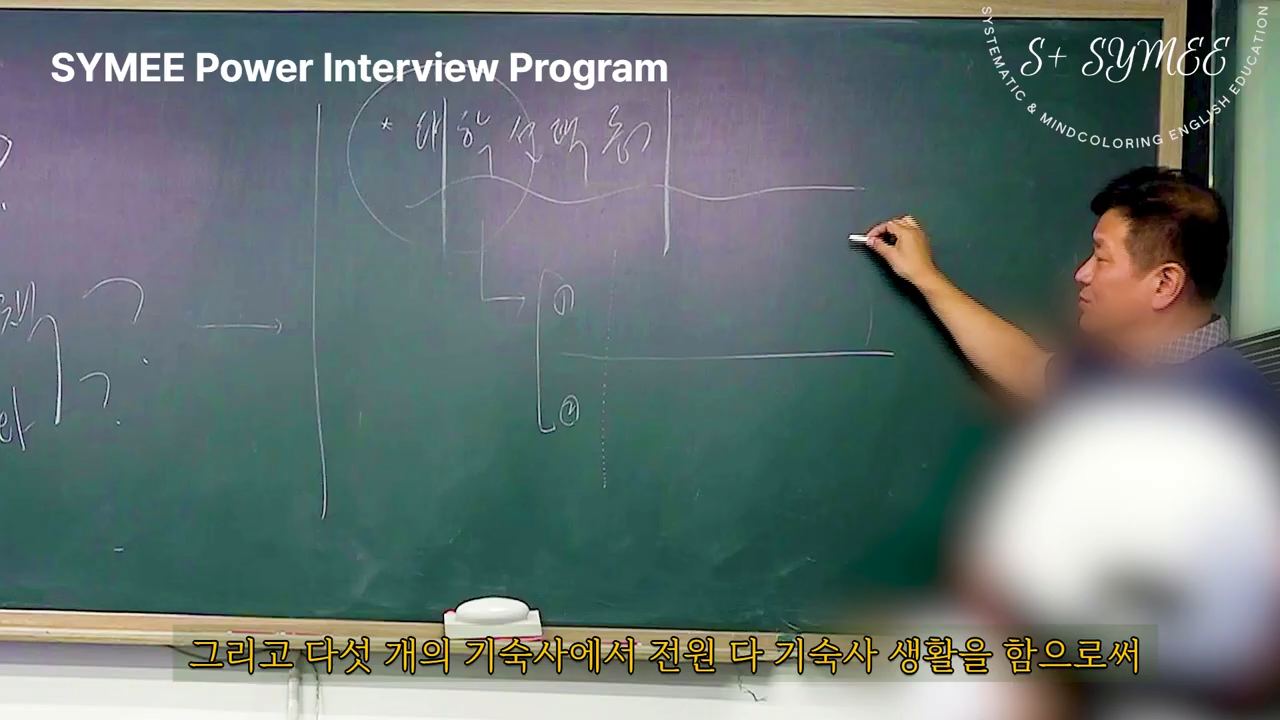 SYMEE Power Interview Program
S+ SYMEE
SYSTEMATIC & MINDCOLORING ENGLISH EDUCATION
* 대학 선택 동기
책 ?
?
①
②
그리고 다섯 개의 기숙사에서 전원 다 기숙사 생활을 함으로써